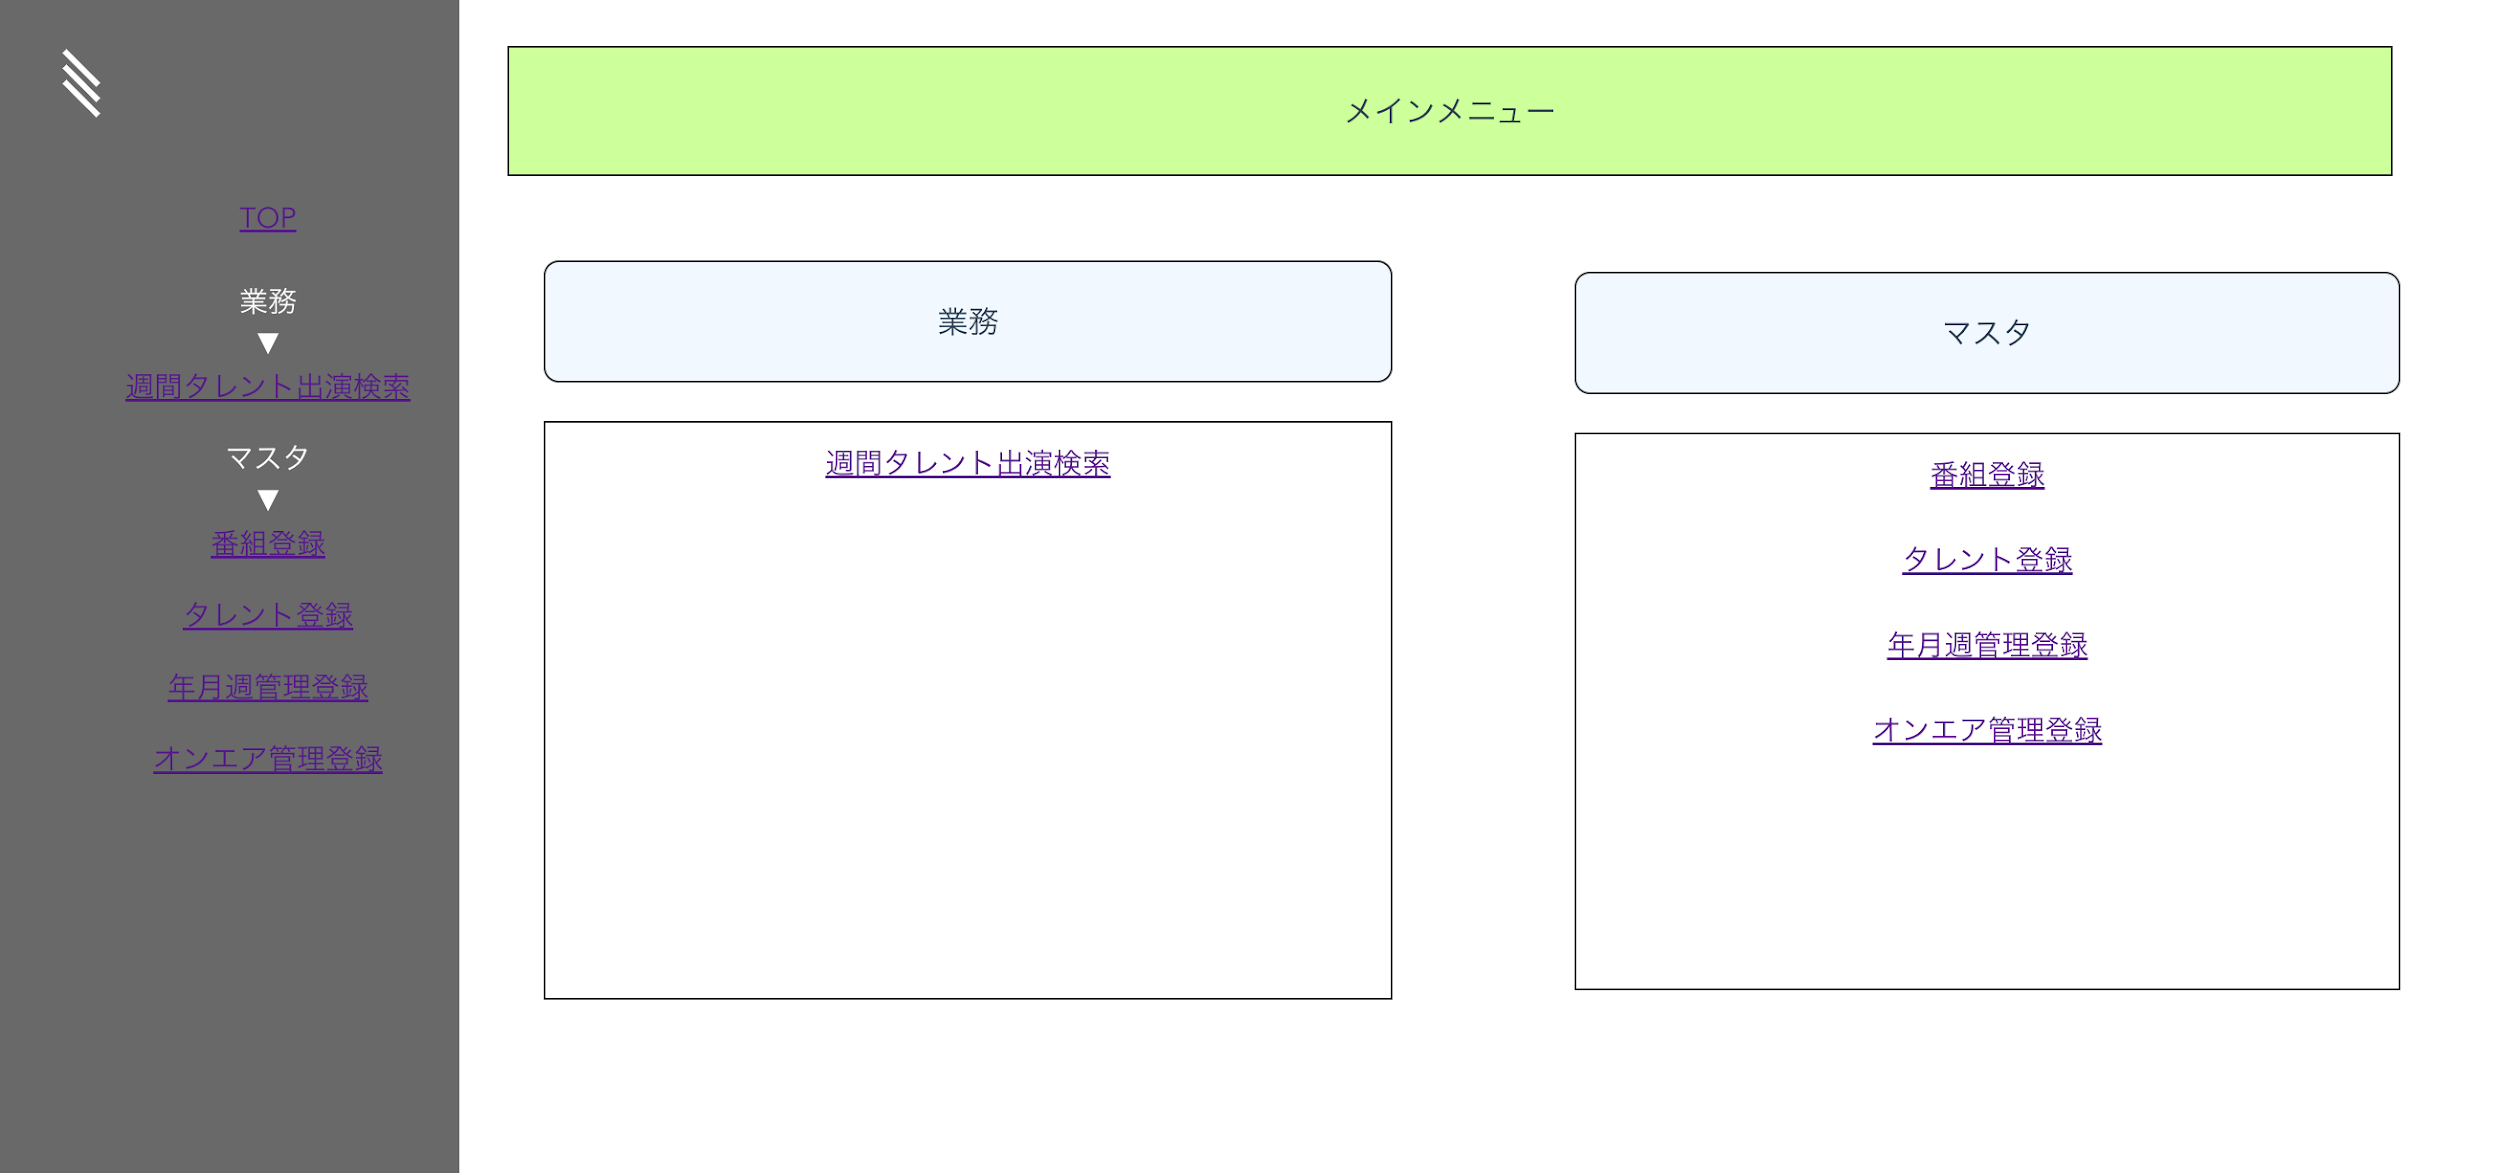 TOP
業務
▼
週間タレント出演検索
マスタ
▼
番組登録
タレント登録
年月週管理登録
オンエア管理登録
メインメニュー
業務
週間タレント出演検索
マスタ
番組登録
タレント登録
年月週管理登録
オンエア管理登録